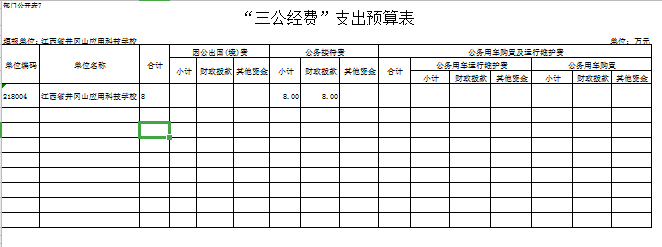 部门公开表7
“三公经费”支出预算表
填报单位：江西省井冈山应用科技学校 单位：万元
单位编码 单位名称 合计 因公出国(境)费 公务接待费 公务用车购置及运行维护费
小计 财政拨款 其他资金 小计 财政拨款 其他资金 合计 公务用车运行维护费 公务用车购置
小计 财政拨款 其他资金 小计 财政拨款 其他资金
218004 江西省井冈山应用科技学校 8 8.00 8.00